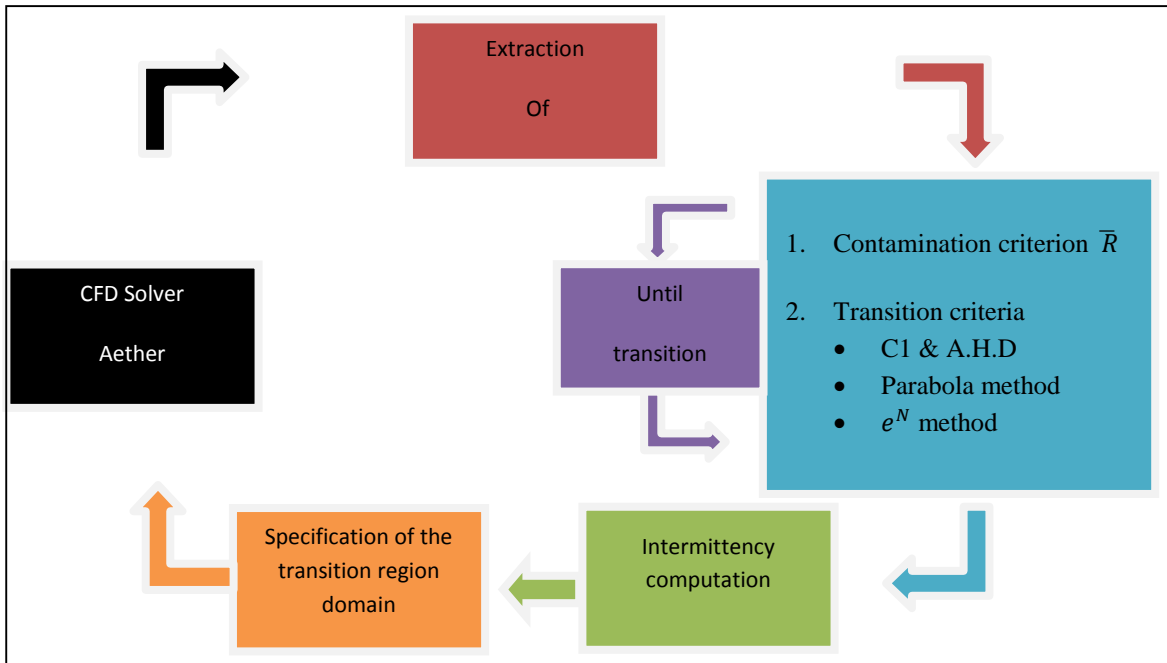 Extraction
Of
CFD Solver
Aether
Until
transition
1. Contamination criterion R̅
2. Transition criteria
• C1 & A.H.D
• Parabola method
• e^N method
Specification of the
transition region
domain
Intermittency
computation